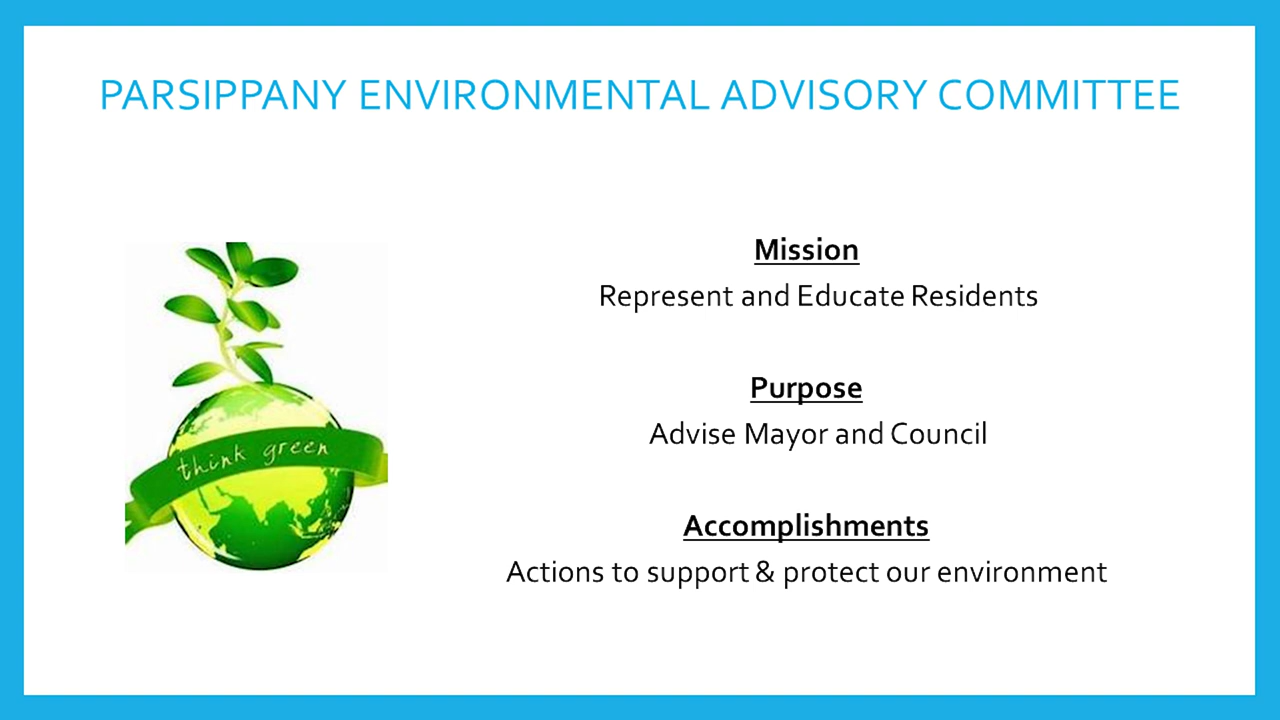 PARSIPPANY ENVIRONMENTAL ADVISORY COMMITTEE
think green
Mission
Represent and Educate Residents
Purpose
Advise Mayor and Council
Accomplishments
Actions to support & protect our environment